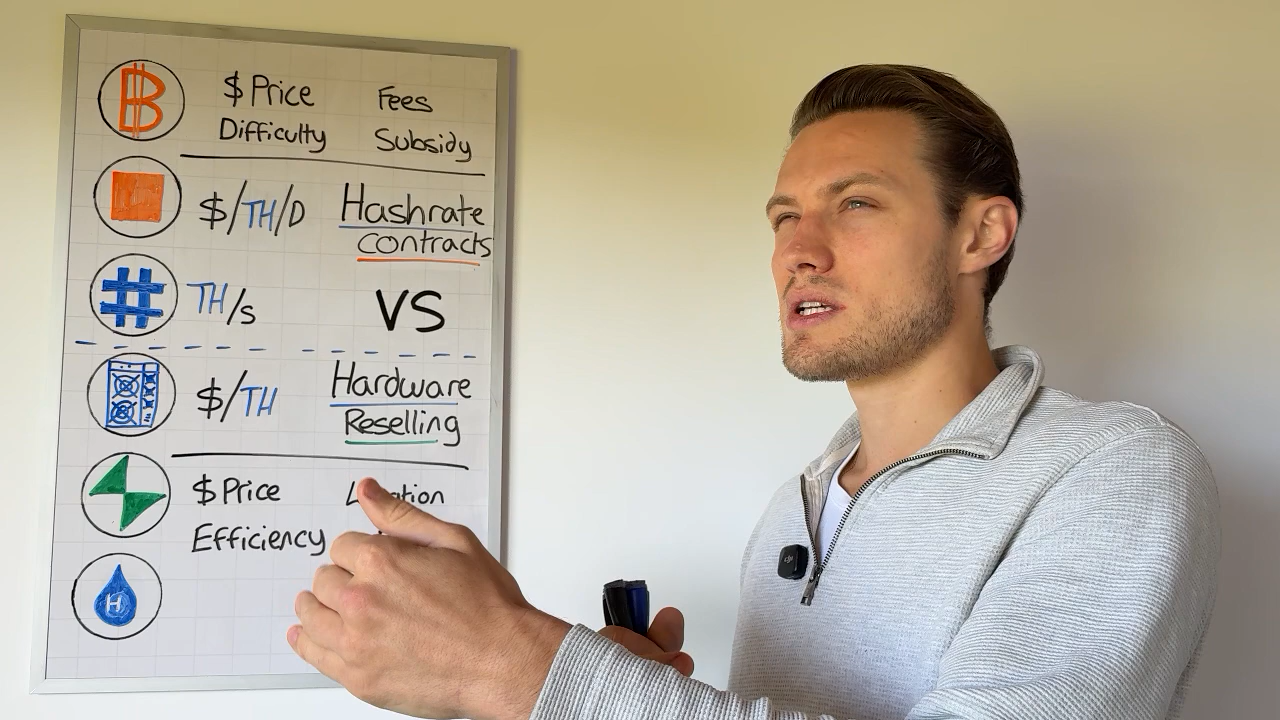 $ Price Fees
Difficulty Subsidy
$/TH/D Hashrate
contracts
TH/s VS
$/TH Hardware
Reselling
$ Price
Efficiency
H